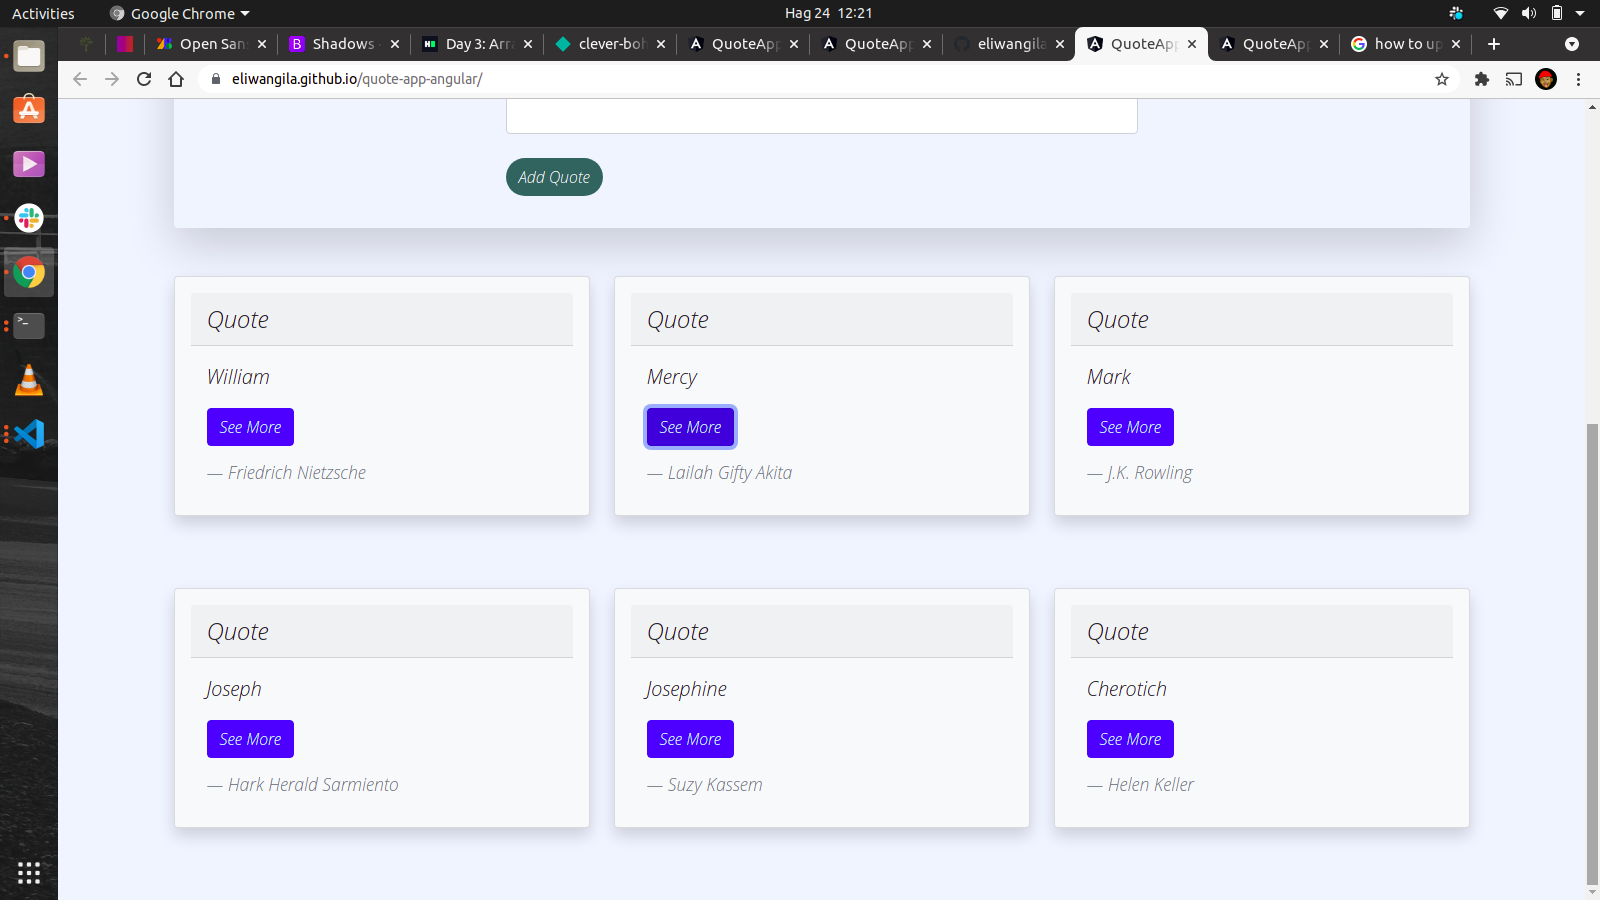 Activities
Google Chrome
Hag 24 12:21
Open San
Shadows
Day 3: Arr
clever-boh
QuoteApp
QuoteApp
eliwangila
QuoteApp
QuoteApp
how to up
eliwangila.github.io/quote-app-angular/
Add Quote
Quote
Quote
Quote
William
Mercy
Mark
See More
See More
See More
— Friedrich Nietzsche
— Lailah Gifty Akita
— J.K. Rowling
Quote
Quote
Quote
Joseph
Josephine
Cherotich
See More
See More
See More
— Hark Herald Sarmiento
— Suzy Kassem
— Helen Keller